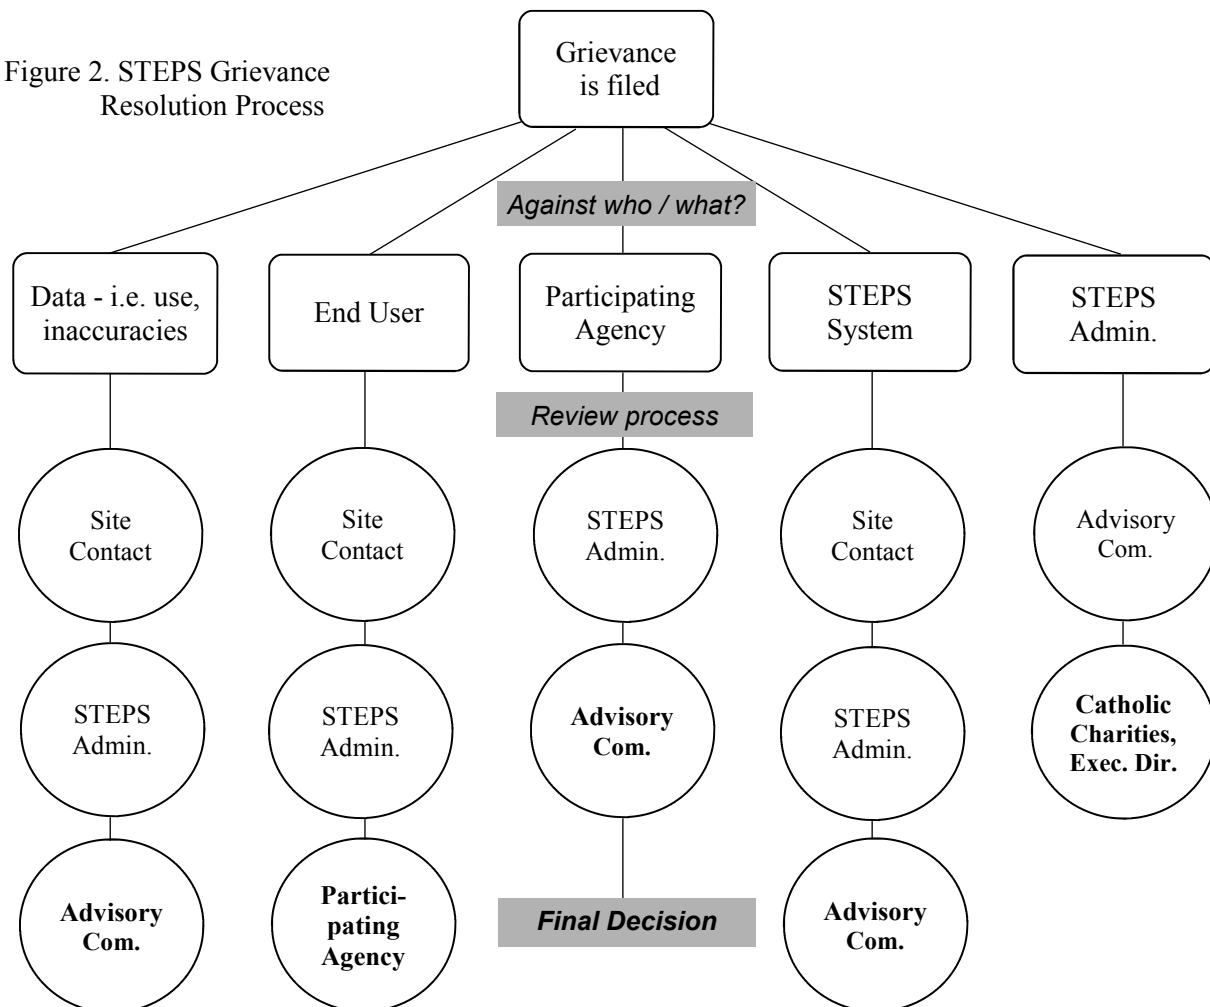 Grievance
is filed
Figure 2. STEPS Grievance
Resolution Process
Against who / what?
Data - i.e. use,
inaccuracies
End User
Participating
Agency
STEPS
System
STEPS
Admin.
Review process
Site
Contact
Site
Contact
STEPS
Admin.
Site
Contact
Advisory
Com.
STEPS
Admin.
STEPS
Admin.
Advisory
Com.
STEPS
Admin.
Catholic
Charities,
Exec. Dir.
Advisory
Com.
Partici-
pating
Agency
Final Decision
Advisory
Com.